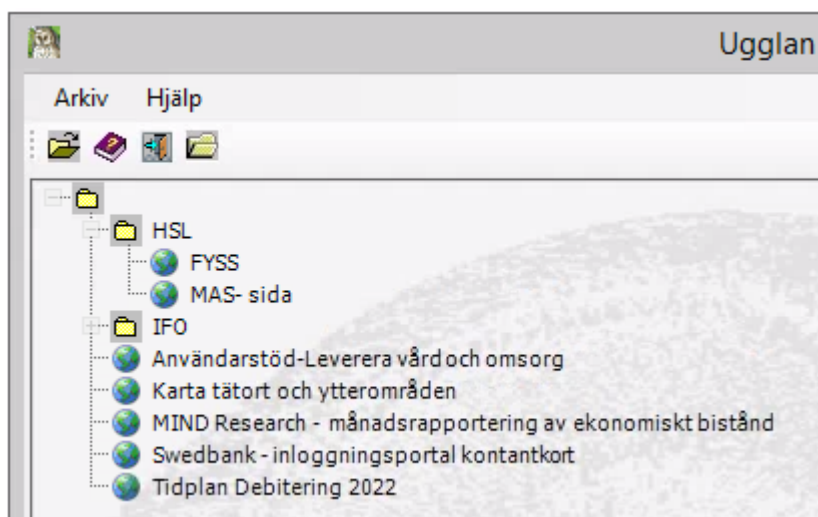 Ugglan
Arkiv Hjälp
HSL
FYSS
MAS- sida
IFO
Användarstöd-Leverera vård och omsorg
Karta tätort och ytterområden
MIND Research - månadsrapportering av ekonomiskt bistånd
Swedbank - inloggningsportal kontantkort
Tidplan Debitering 2022